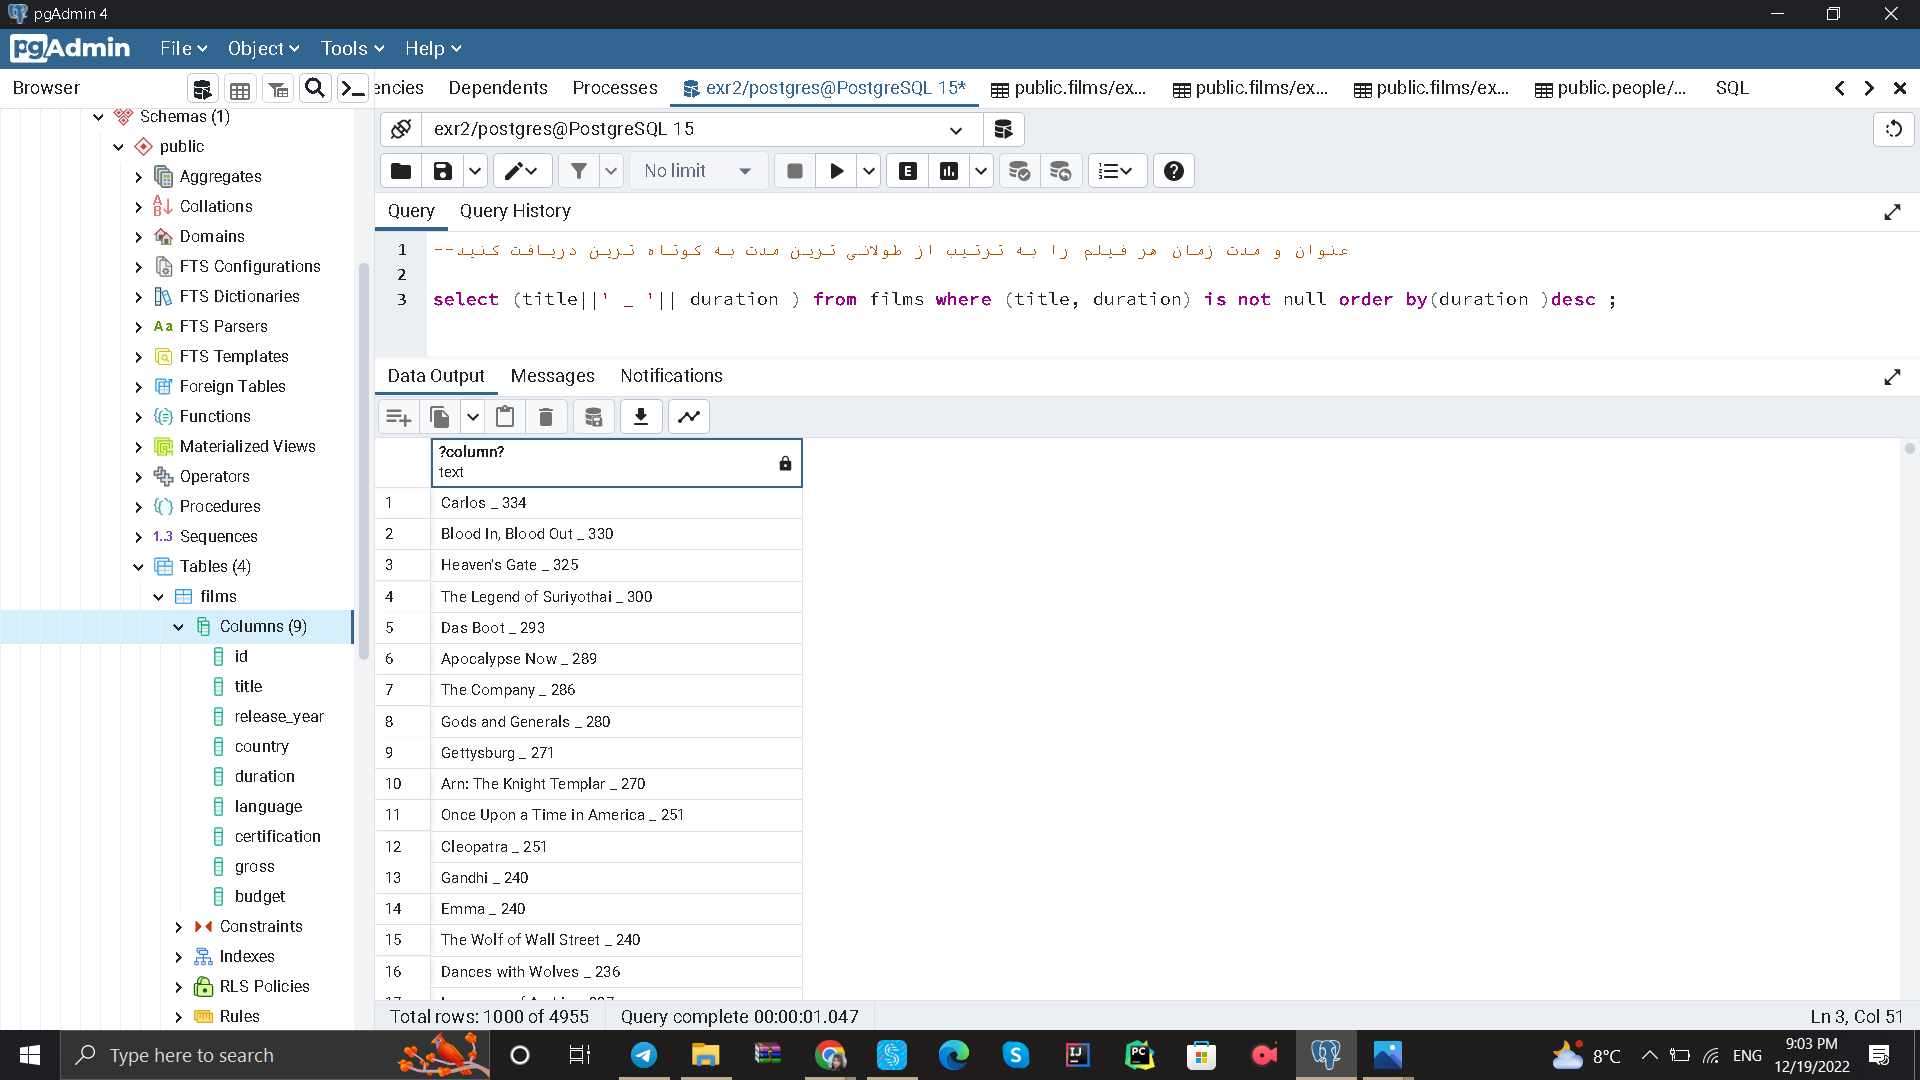 pgAdmin 4
pgAdmin File Object Tools Help
Browser
encies Dependents Processes exr2/postgres@PostgreSQL 15* public.films/ex... public.films/ex... public.films/ex... public.people/... SQL
Schemas (1)
public
Aggregates
Collations
Domains
FTS Configurations
FTS Dictionaries
Aa FTS Parsers
FTS Templates
Foreign Tables
Functions
Materialized Views
Operators
Procedures
1..3 Sequences
Tables (4)
films
Columns (9)
id
title
release_year
country
duration
language
certification
gross
budget
Constraints
Indexes
RLS Policies
Rules
exr2/postgres@PostgreSQL 15
No limit
E
Query Query History
1 --عنوان و مدت زمان هر فیلم را به ترتیب از طولانی ترین مدت به کوتاه ترین دریافت کنید
2
3 select (title||' _ '|| duration ) from films where (title, duration) is not null order by(duration )desc ;
Data Output Messages Notifications
?column?
text
1 Carlos _ 334
2 Blood In, Blood Out _ 330
3 Heaven's Gate _ 325
4 The Legend of Suriyothai _ 300
5 Das Boot _ 293
6 Apocalypse Now _ 289
7 The Company _ 286
8 Gods and Generals _ 280
9 Gettysburg _ 271
10 Arn: The Knight Templar _ 270
11 Once Upon a Time in America _ 251
12 Cleopatra _ 251
13 Gandhi _ 240
14 Emma _ 240
15 The Wolf of Wall Street _ 240
16 Dances with Wolves _ 236
Total rows: 1000 of 4955 Query complete 00:00:01.047 Ln 3, Col 51
Type here to search
8°C ENG
9:03 PM
12/19/2022